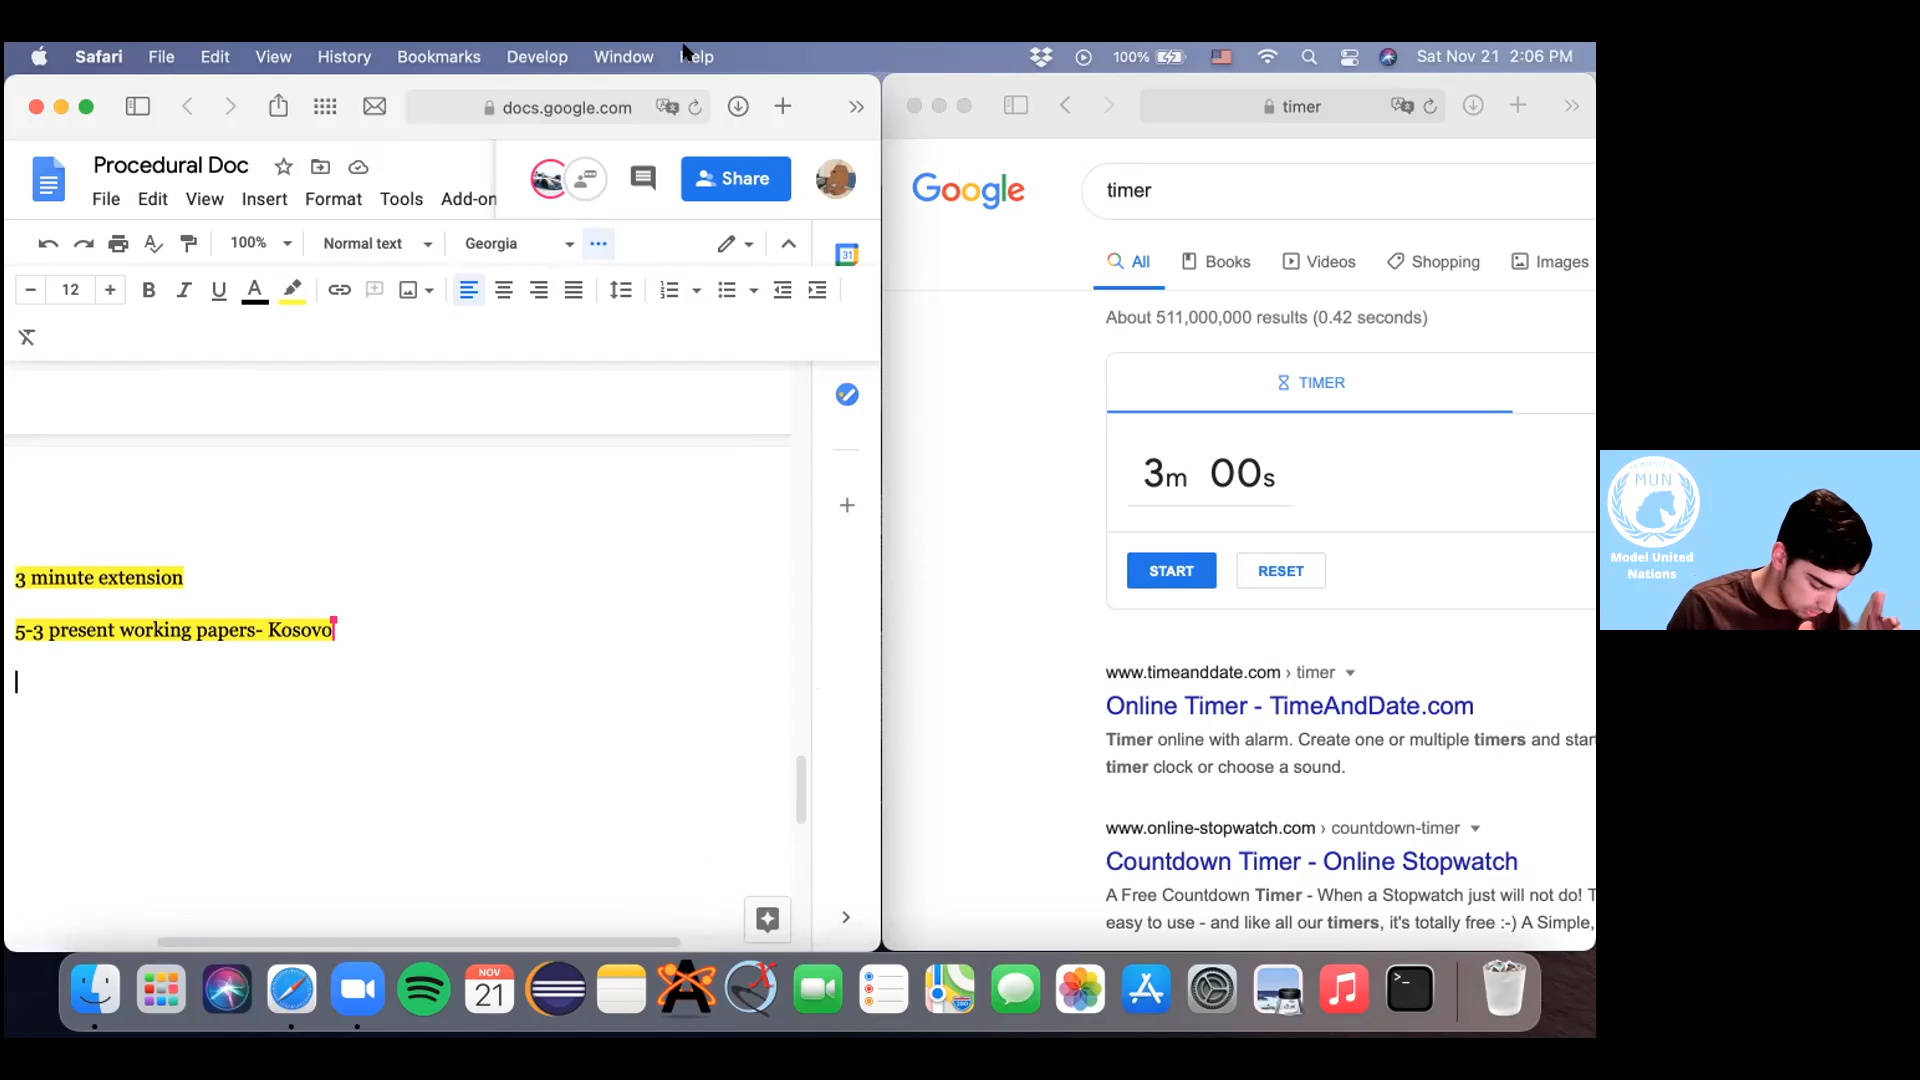 Safari File Edit View History Bookmarks Develop Window Help 100% Sat Nov 21 2:06 PM
docs.google.com
timer
Procedural Doc
Share
File Edit View Insert Format Tools Add-on
Google
timer
100% Normal text Georgia
31
All Books Videos Shopping Images
12
About 511,000,000 results (0.42 seconds)
TIMER
3m 00s
START RESET
3 minute extension
5-3 present working papers- Kosovo
www.timeanddate.com › timer
Online Timer - TimeAndDate.com
Timer online with alarm. Create one or multiple timers and star
timer clock or choose a sound.
www.online-stopwatch.com › countdown-timer
Countdown Timer - Online Stopwatch
A Free Countdown Timer - When a Stopwatch just will not do! T
easy to use - and like all our timers, it's totally free :-) A Simple,
HOMESTEAD
MUN
Model United
Nations
NOV
21